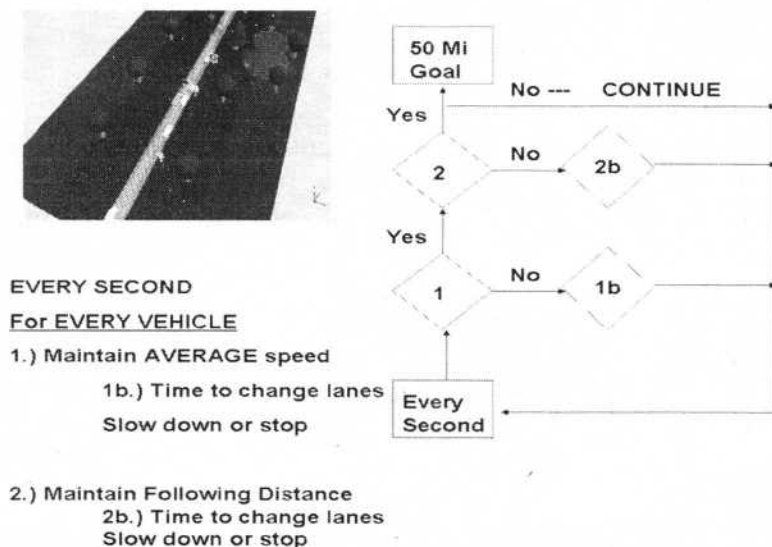 50 Mi
Goal
No --- CONTINUE
Yes
2
No
2b
Yes
1
No
1b
Every
Second
EVERY SECOND
For EVERY VEHICLE
1.) Maintain AVERAGE speed
1b.) Time to change lanes
Slow down or stop
2.) Maintain Following Distance
2b.) Time to change lanes
Slow down or stop